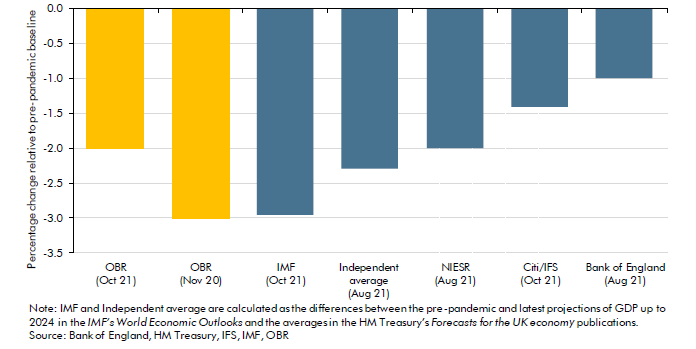 Percentage change relative to pre-pandemic baseline
0.0
-0.5
-1.0
-1.5
-2.0
-2.5
-3.0
-3.5
OBR
(Oct 21)
OBR
(Nov 20)
IMF
(Oct 21)
Independent
average
(Aug 21)
NIESR
(Aug 21)
Citi/IFS
(Oct 21)
Bank of England
(Aug 21)
Note: IMF and Independent average are calculated as the differences between the pre-pandemic and latest projections of GDP up to
2024 in the IMF's World Economic Outlooks and the averages in the HM Treasury's Forecasts for the UK economy publications.
Source: Bank of England, HM Treasury, IFS, IMF, OBR